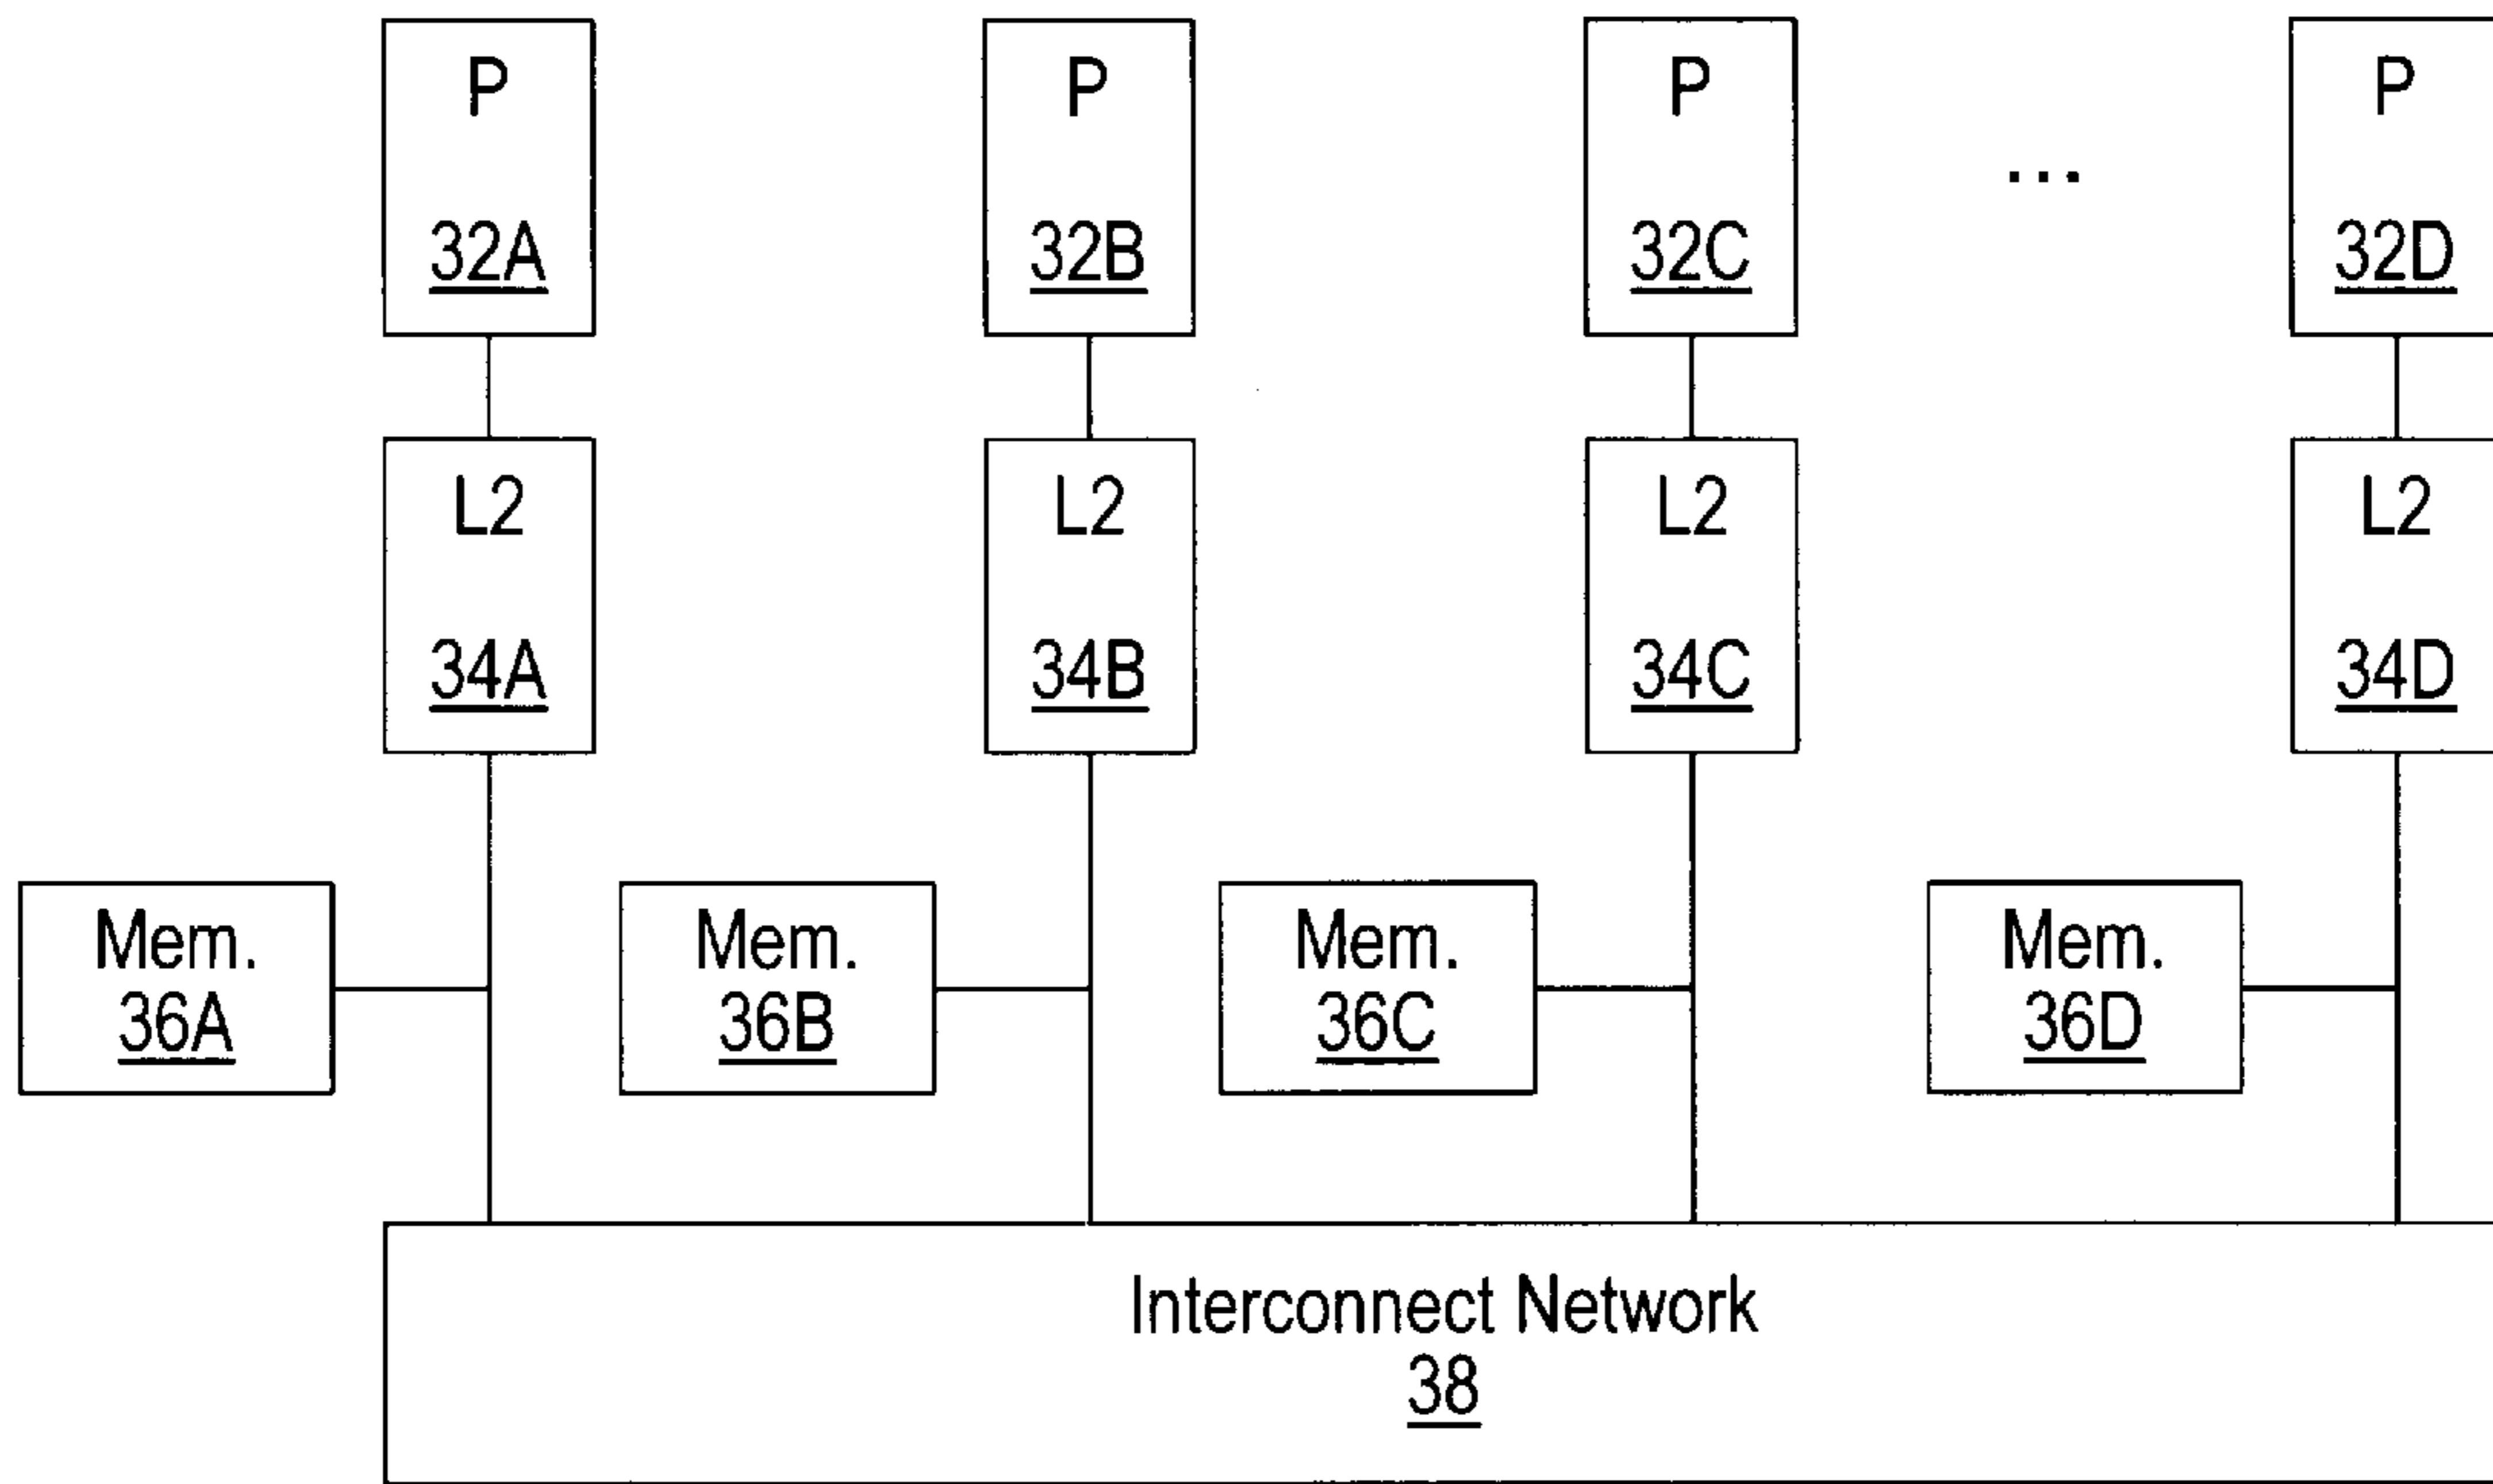 P
32A
P
32B
P
32C
...
P
32D
L2
34A
L2
34B
L2
34C
L2
34D
Mem.
36A
Mem.
36B
Mem.
36C
Mem.
36D
Interconnect Network
38